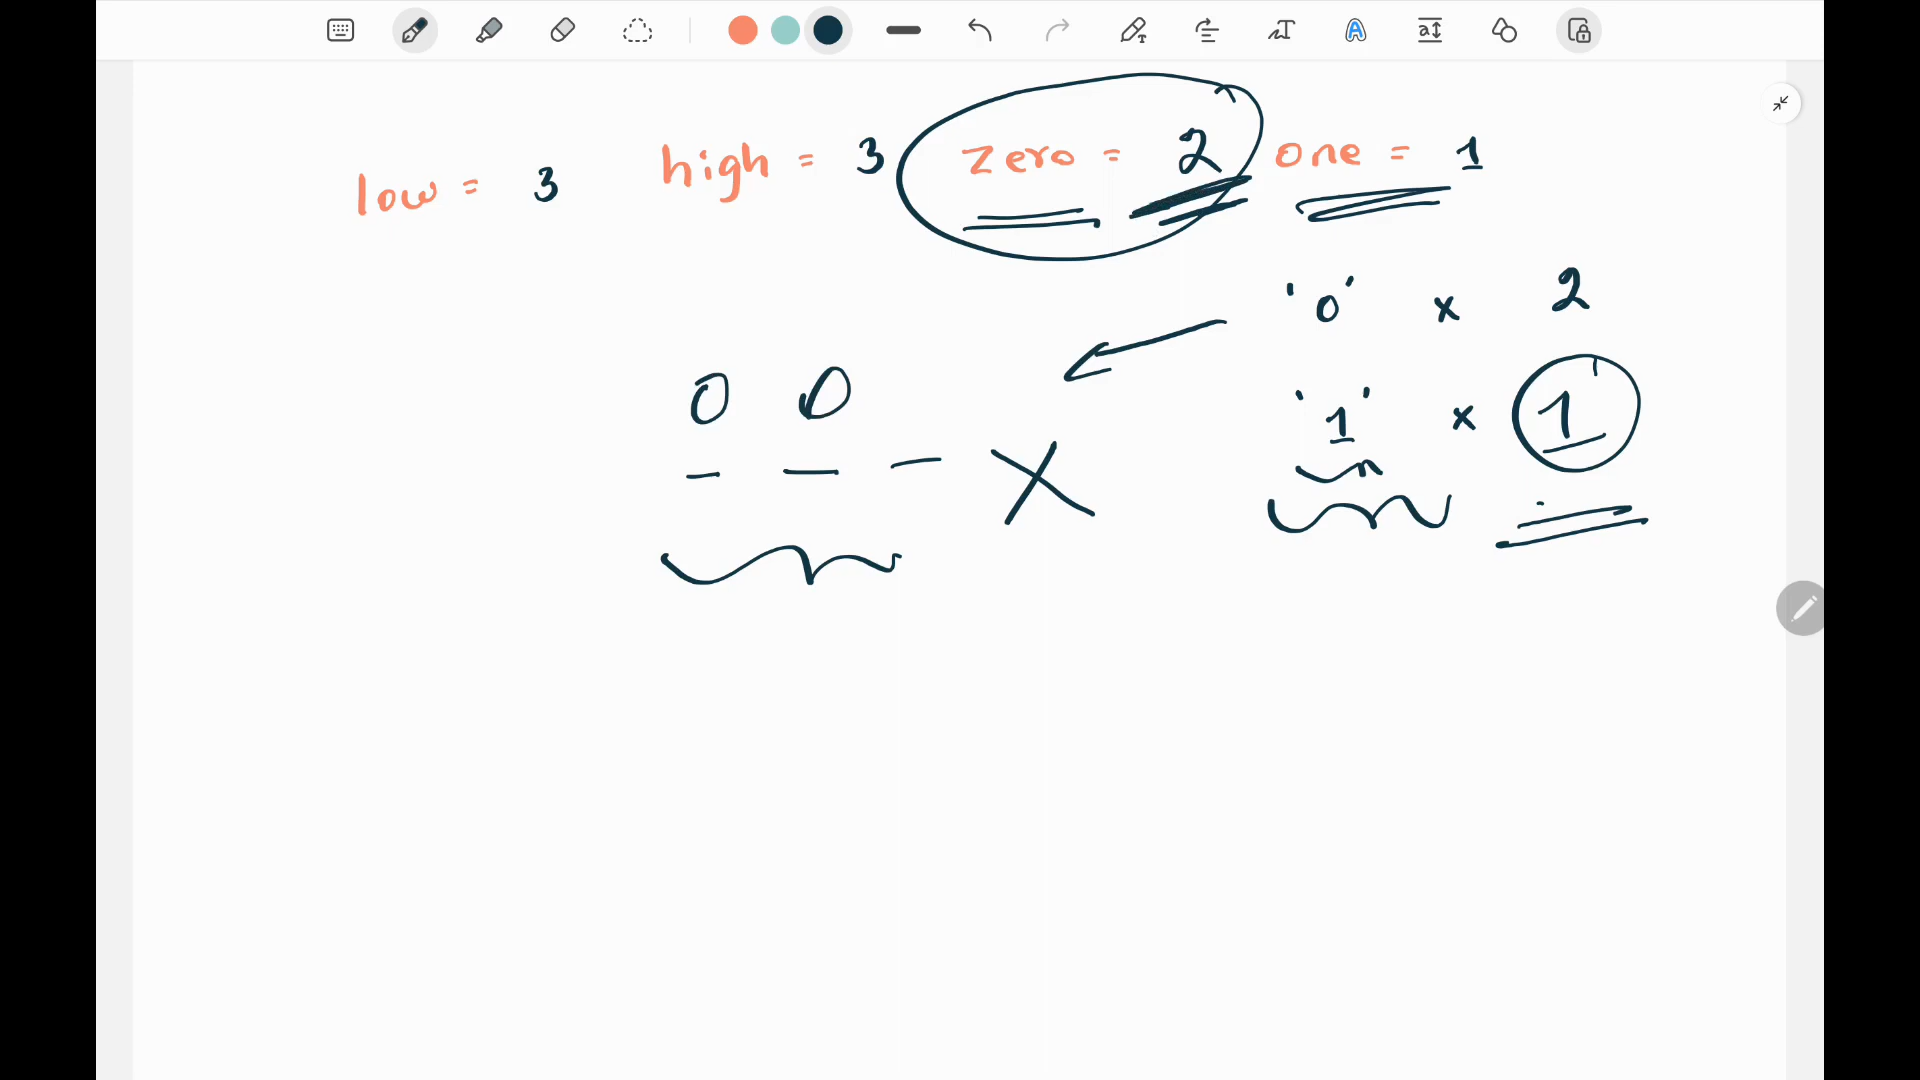 low = 3 high = 3 zero = 2 one = 1
'0' x 2
0 0
'1' x 1